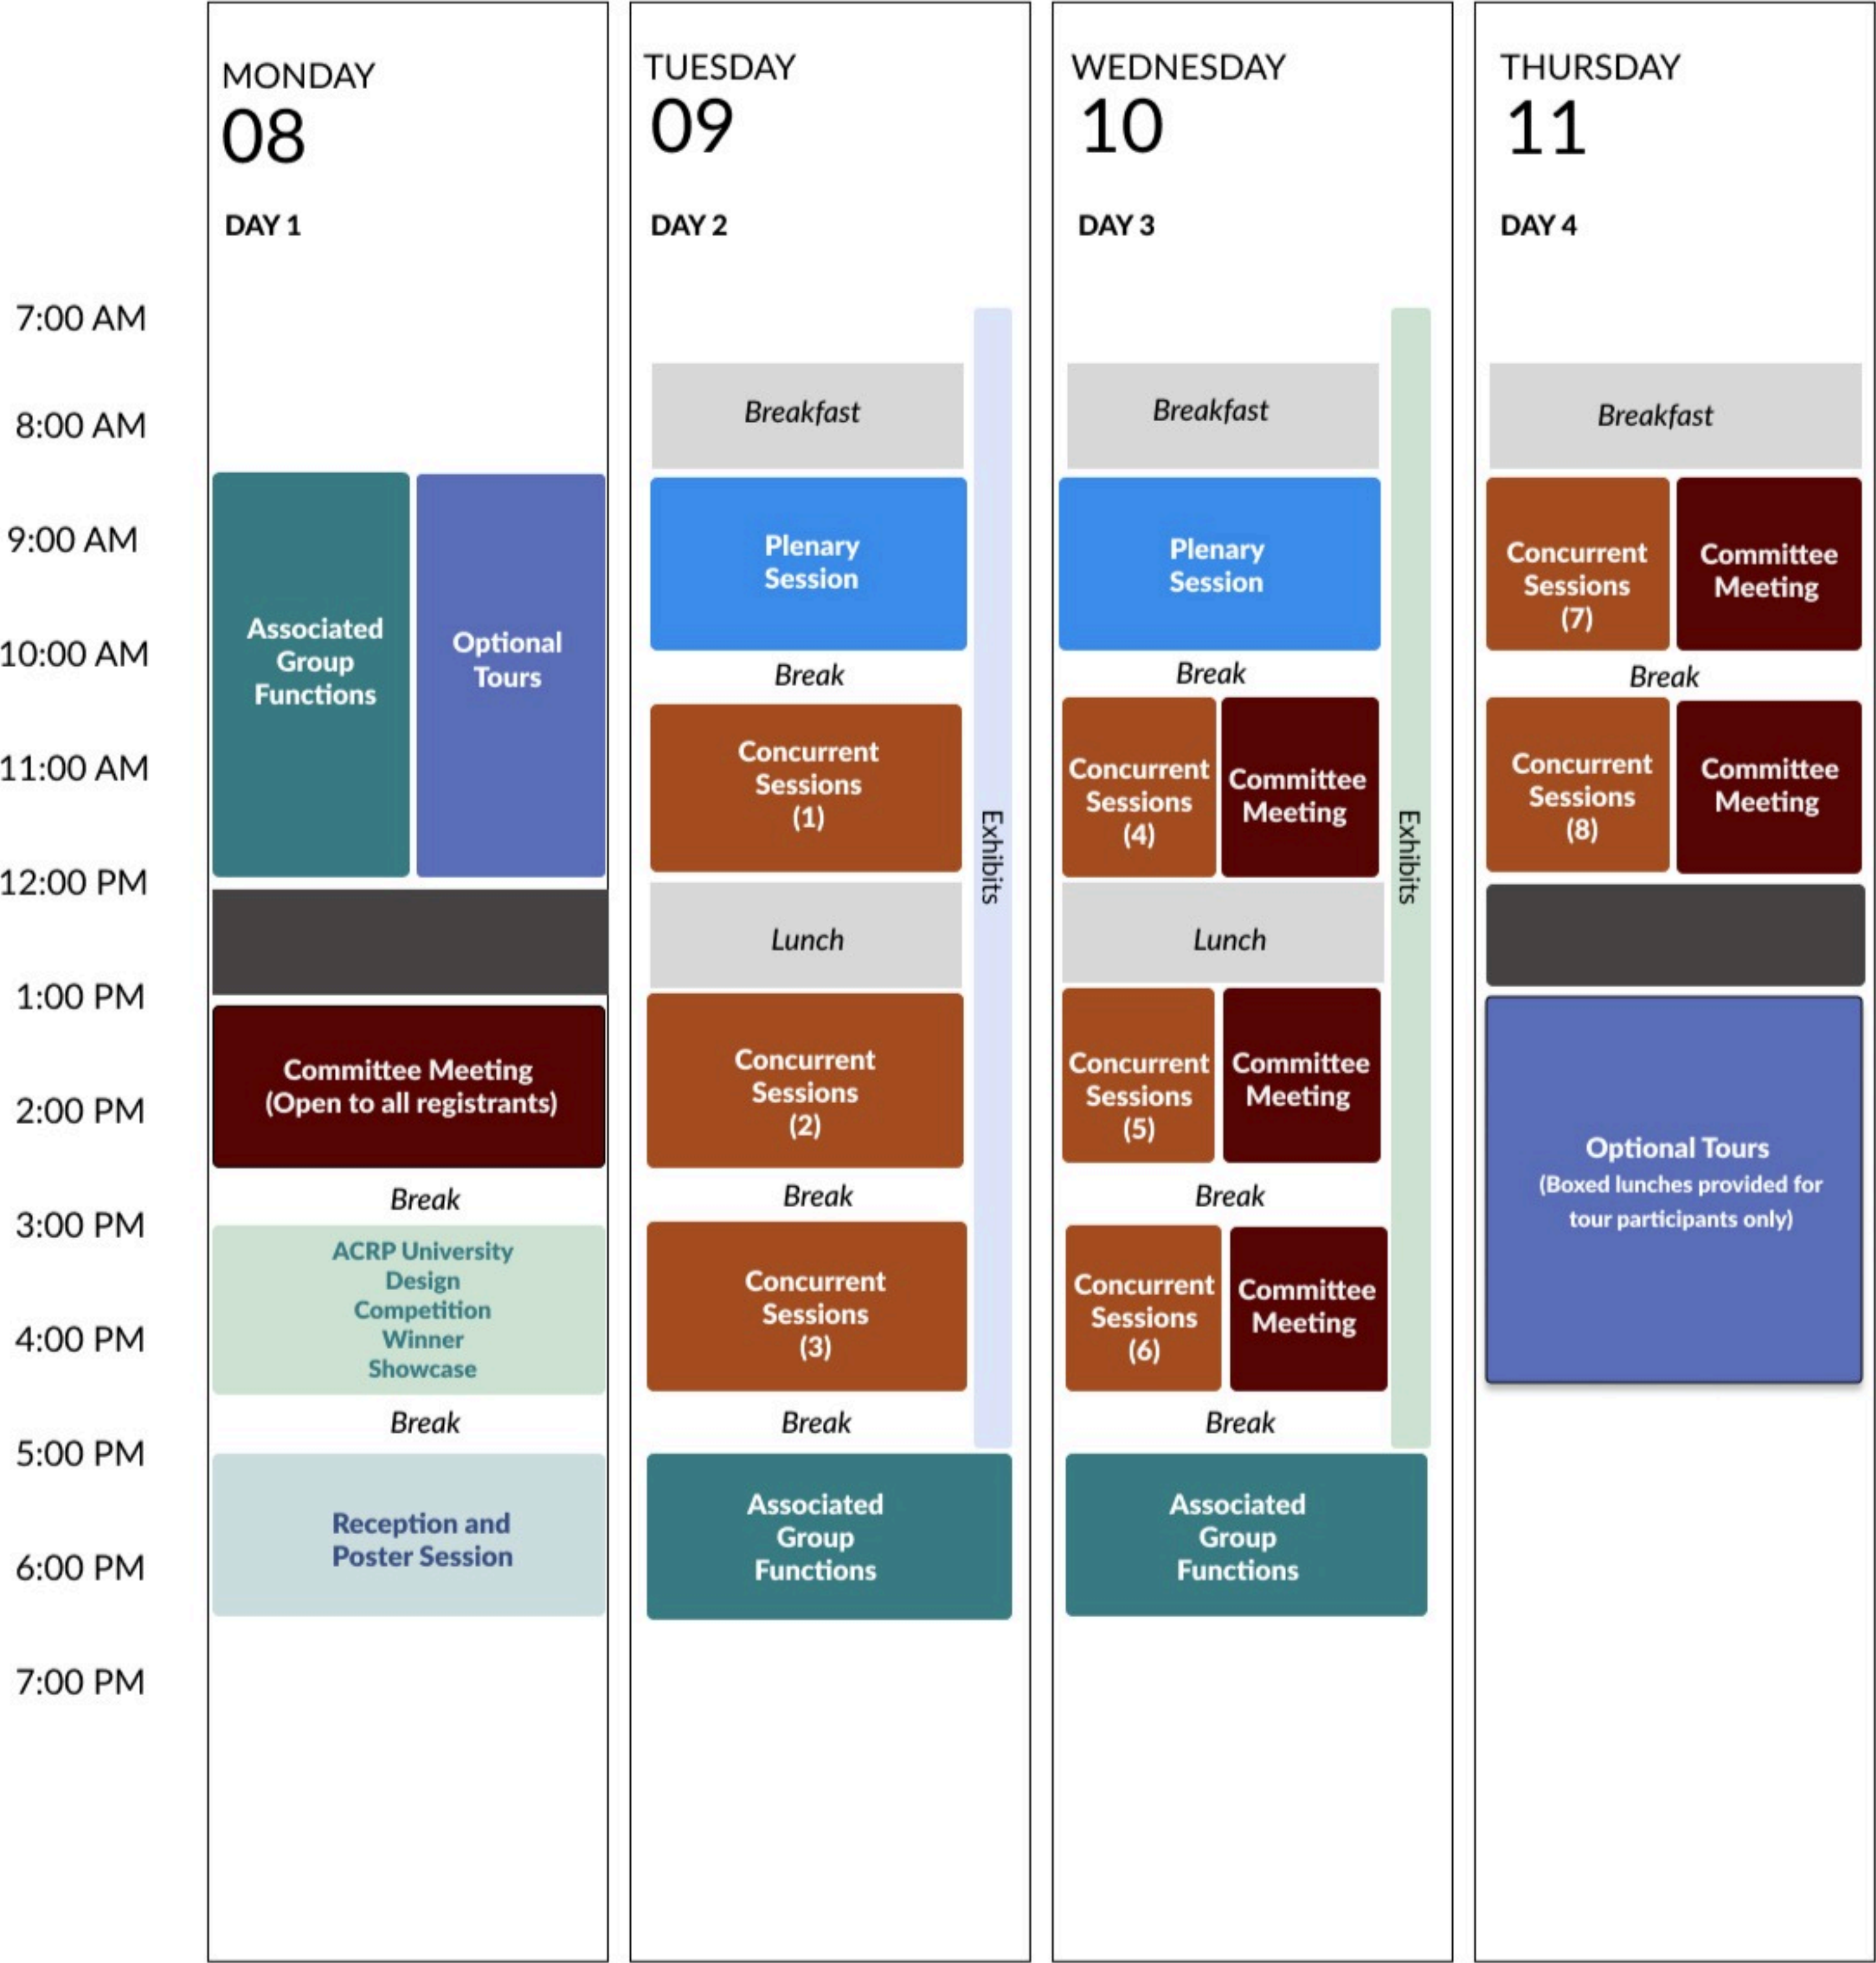 MONDAY
08
DAY 1
TUESDAY
09
DAY 2
WEDNESDAY
10
DAY 3
THURSDAY
11
DAY 4
7:00 AM
8:00 AM
9:00 AM
10:00 AM
11:00 AM
12:00 PM
1:00 PM
2:00 PM
3:00 PM
4:00 PM
5:00 PM
6:00 PM
7:00 PM
Associated
Group
Functions
Optional
Tours
Committee Meeting
(Open to all registrants)
Break
ACRP University
Design
Competition
Winner
Showcase
Break
Reception and
Poster Session
Breakfast
Plenary
Session
Break
Concurrent
Sessions
(1)
Lunch
Concurrent
Sessions
(2)
Break
Concurrent
Sessions
(3)
Break
Associated
Group
Functions
Exhibits
Breakfast
Plenary
Session
Break
Concurrent
Sessions
(4)
Committee
Meeting
Lunch
Concurrent
Sessions
(5)
Committee
Meeting
Break
Concurrent
Sessions
(6)
Committee
Meeting
Break
Associated
Group
Functions
Exhibits
Breakfast
Concurrent
Sessions
(7)
Committee
Meeting
Break
Concurrent
Sessions
(8)
Committee
Meeting
Optional Tours
(Boxed lunches provided for
tour participants only)